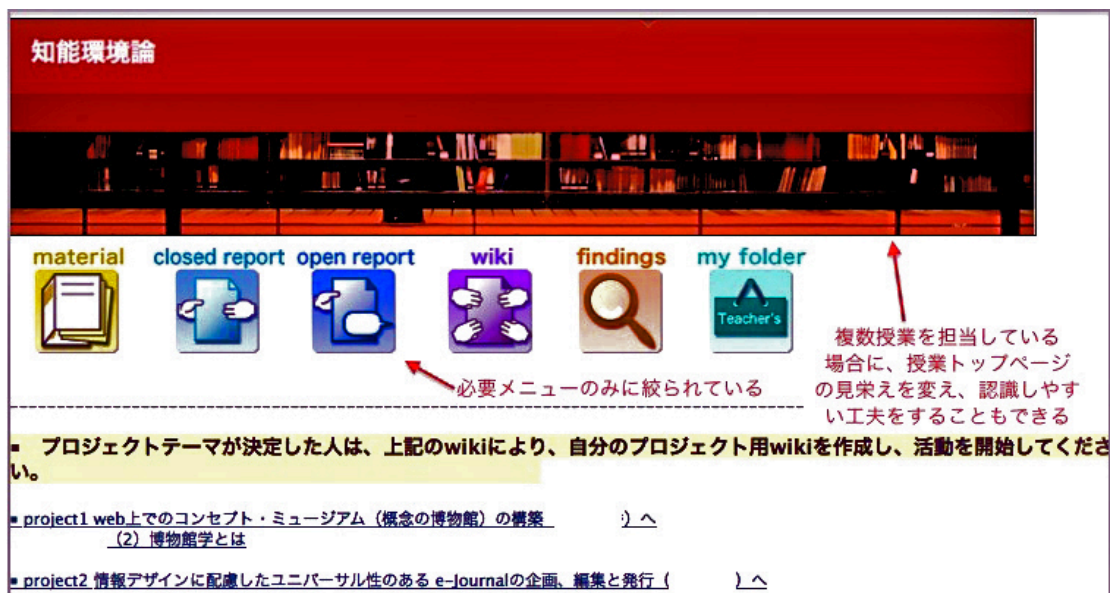 知能環境論
material closed report open report wiki findings my folder
Teacher's
複数授業を担当している
場合に、授業トップページ
の見栄えを変え、認識しやす
い工夫をすることもできる
必要メニューのみに絞られている
▪ プロジェクトテーマが決定した人は、上記のwikiにより、自分のプロジェクト用wikiを作成し、活動を開始してくださ
い。
▪ project1 web上でのコンセプト・ミュージアム（概念の博物館）の構築 ）へ
（2）博物館学とは
▪ project2 情報デザインに配慮したユニバーサル性のある e-Journalの企画、編集と発行（ ）へ